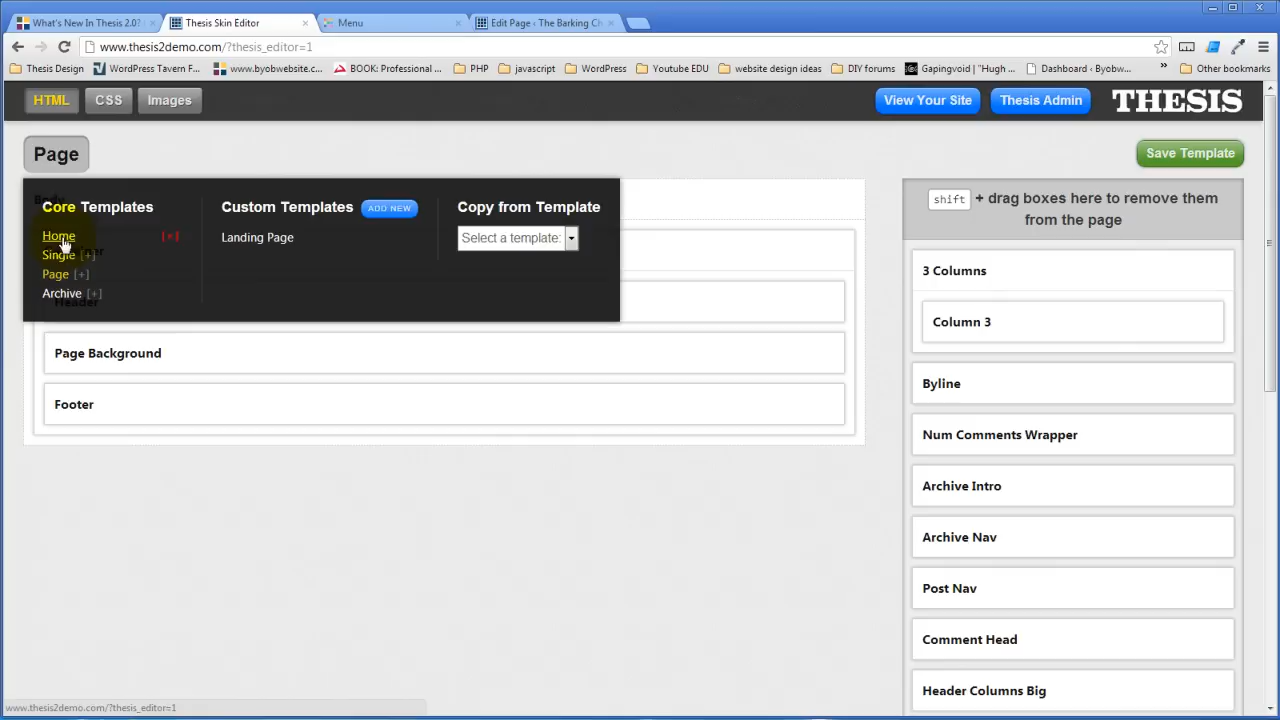 What's New In Thesis 2.0?
Thesis Skin Editor
Menu
Edit Page ‹ The Barking Ch
www.thesis2demo.com/?thesis_editor=1
Thesis Design
WordPress Tavern F...
www.byobwebsite.c...
BOOK: Professional ...
PHP
javascript
WordPress
Youtube EDU
website design ideas
DIY forums
Gapingvoid | "Hugh ...
Dashboard ‹ Byobw...
»
Other bookmarks
HTML
CSS
Images
View Your Site
Thesis Admin
THESIS
Page
Save Template
Core Templates
Home
[×]
Single [+]
Page [+]
Archive [+]
Custom Templates
ADD NEW
Landing Page
Copy from Template
Select a template:
Header
Page Background
Footer
shift + drag boxes here to remove them
from the page
3 Columns
Column 3
Byline
Num Comments Wrapper
Archive Intro
Archive Nav
Post Nav
Comment Head
Header Columns Big
www.thesis2demo.com/?thesis_editor=1